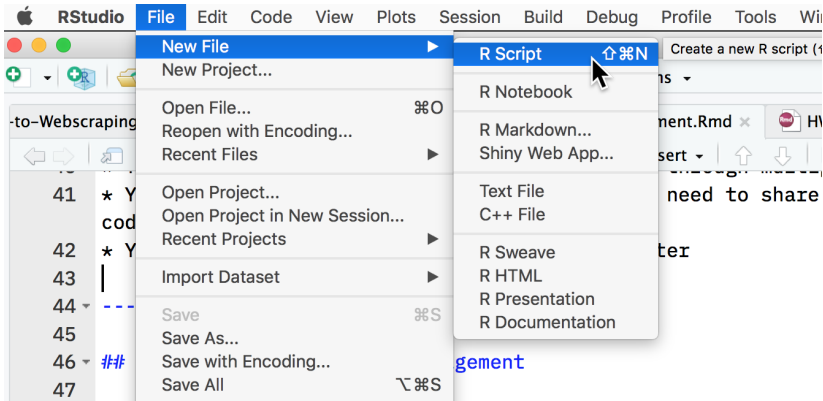 RStudio File Edit Code View Plots Session Build Debug Profile Tools
New File ▶
New Project...
Open File... ⌘O
Reopen with Encoding...
Recent Files ▶
Open Project...
Open Project in New Session...
Recent Projects ▶
Import Dataset ▶
Save ⌘S
Save As...
Save with Encoding...
Save All ⌥⌘S
R Script ⇧⌘N
R Notebook
R Markdown...
Shiny Web App...
Text File
C++ File
R Sweave
R HTML
R Presentation
R Documentation
Create a new R script
-to-Webscraping
ment.Rmd
41 * Y need to share
cod
42 * Y ter
43
44 ---
45
46 ## gement
47